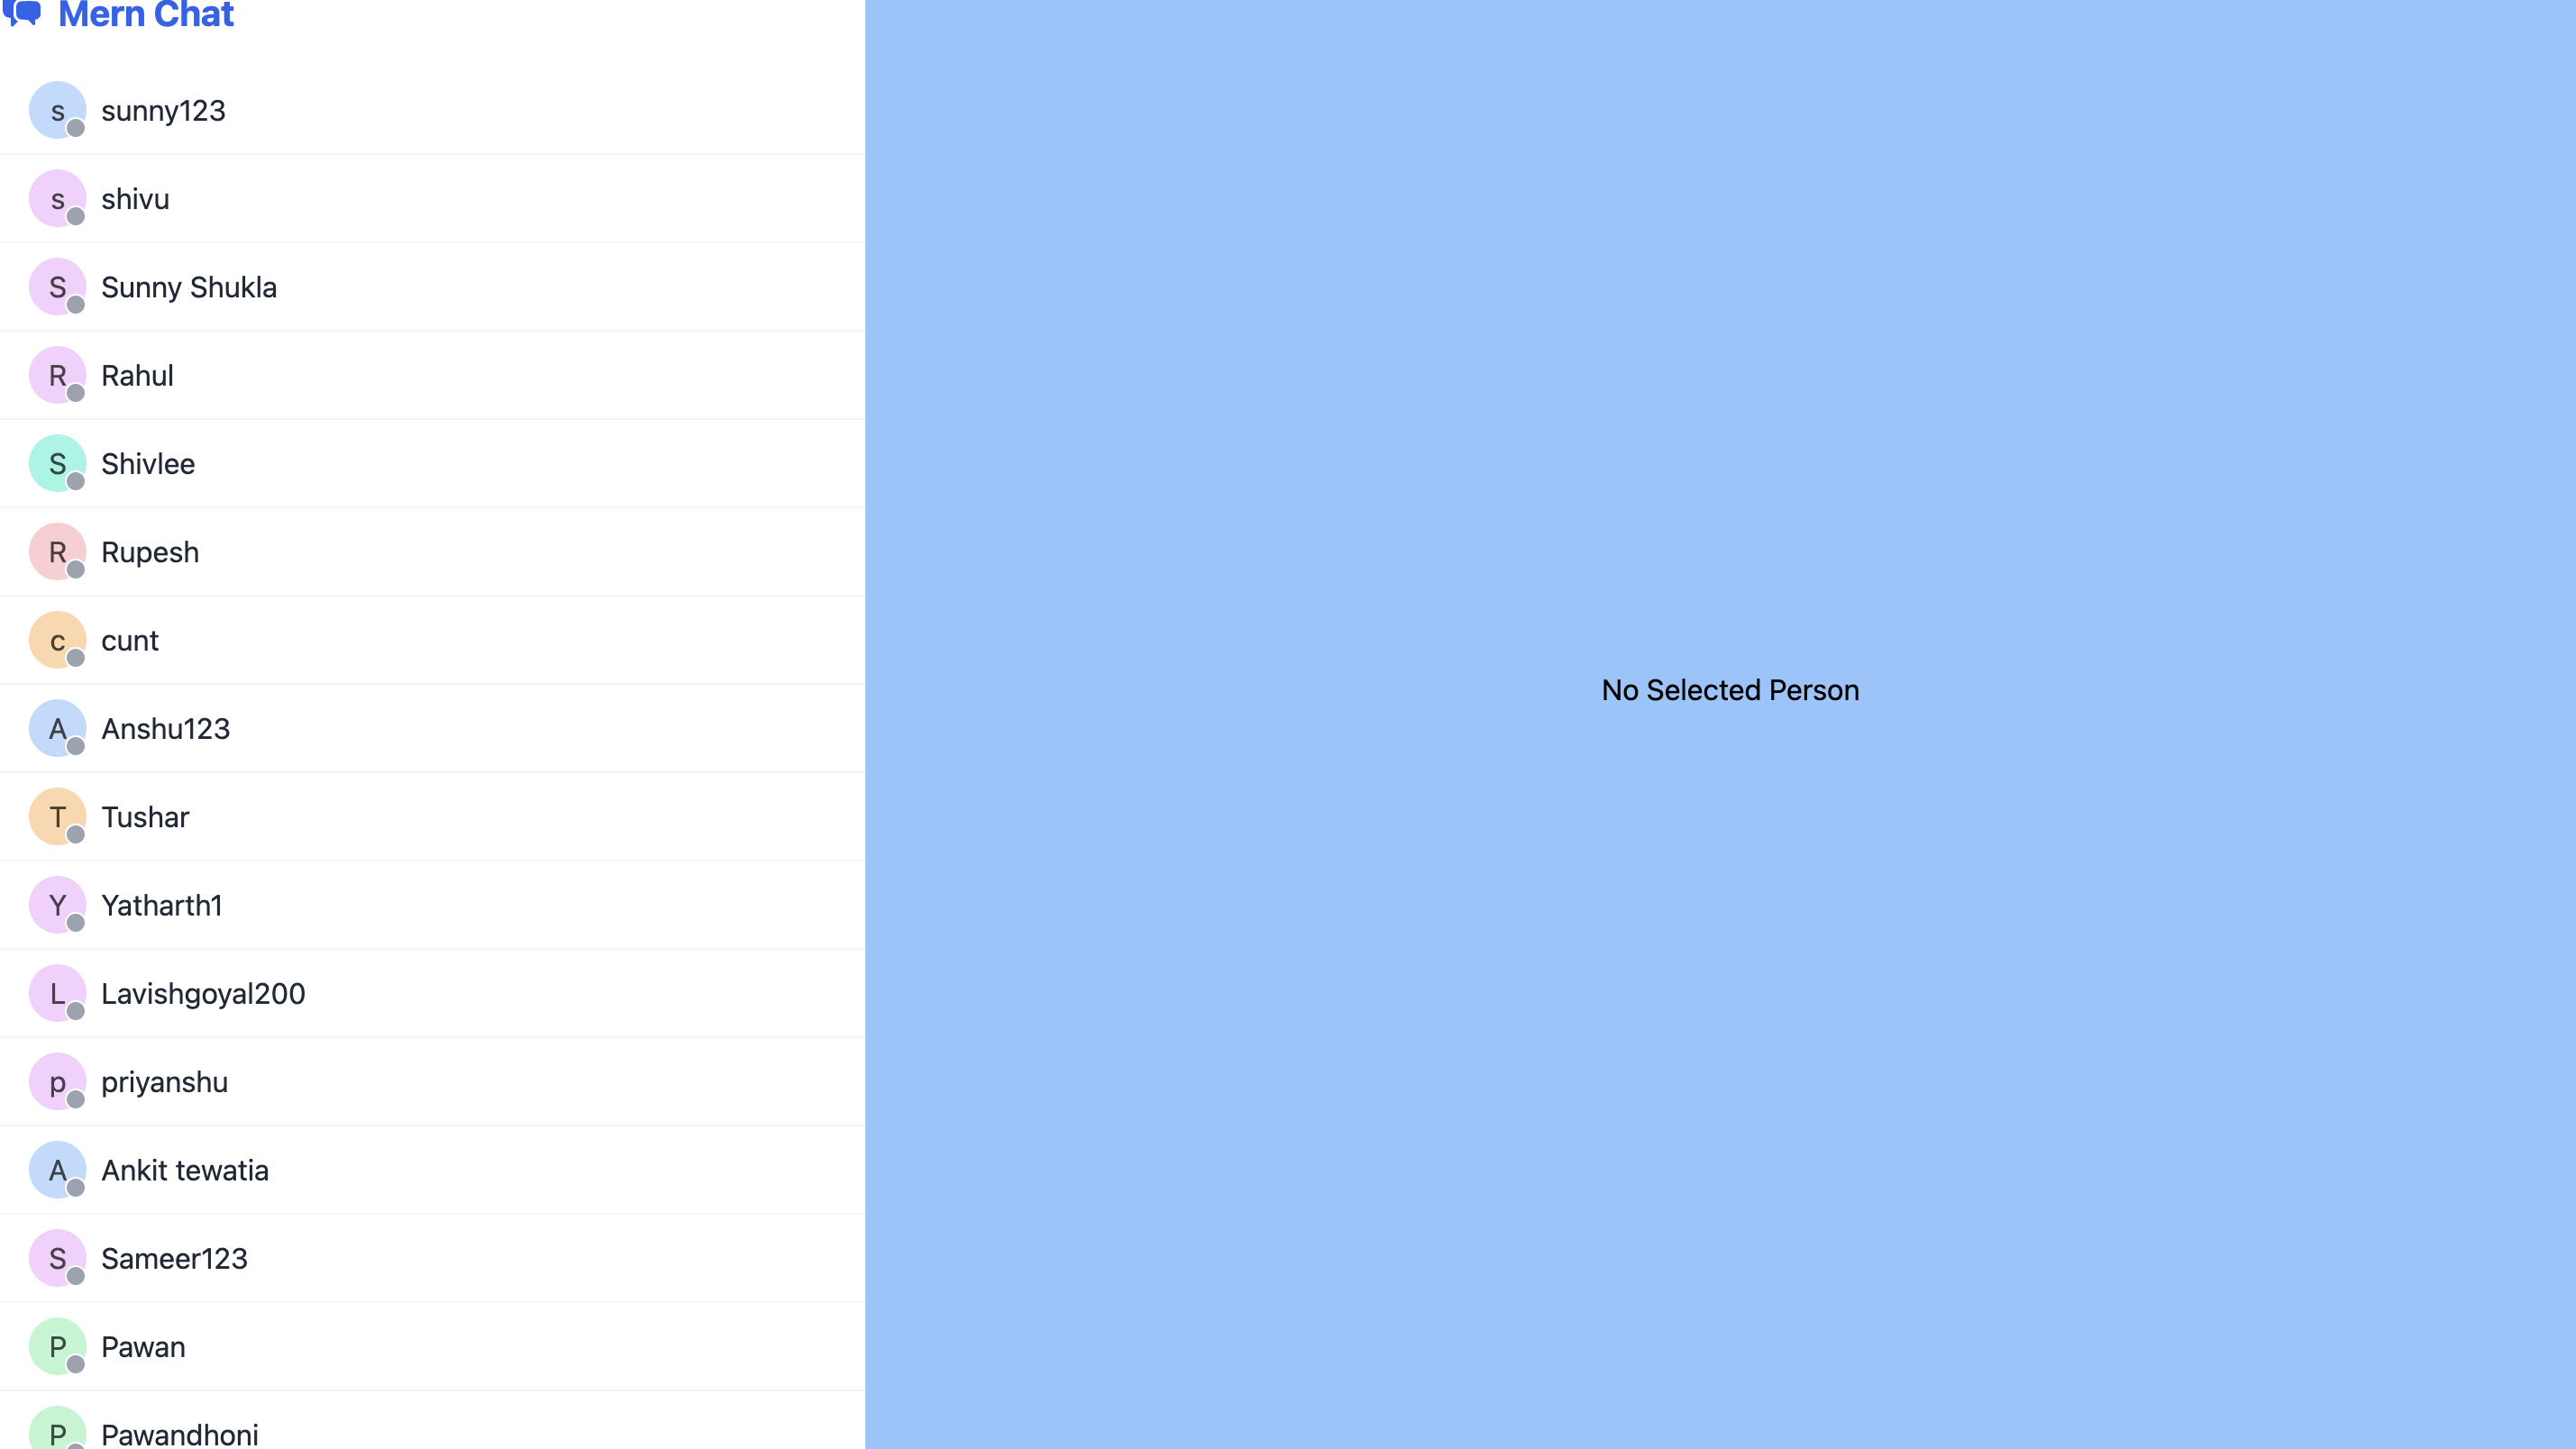 Mern Chat
s sunny123
s shivu
S Sunny Shukla
R Rahul
S Shivlee
R Rupesh
c cunt
A Anshu123
T Tushar
Y Yatharth1
L Lavishgoyal200
p priyanshu
A Ankit tewatia
S Sameer123
P Pawan
P Pawandhoni
No Selected Person